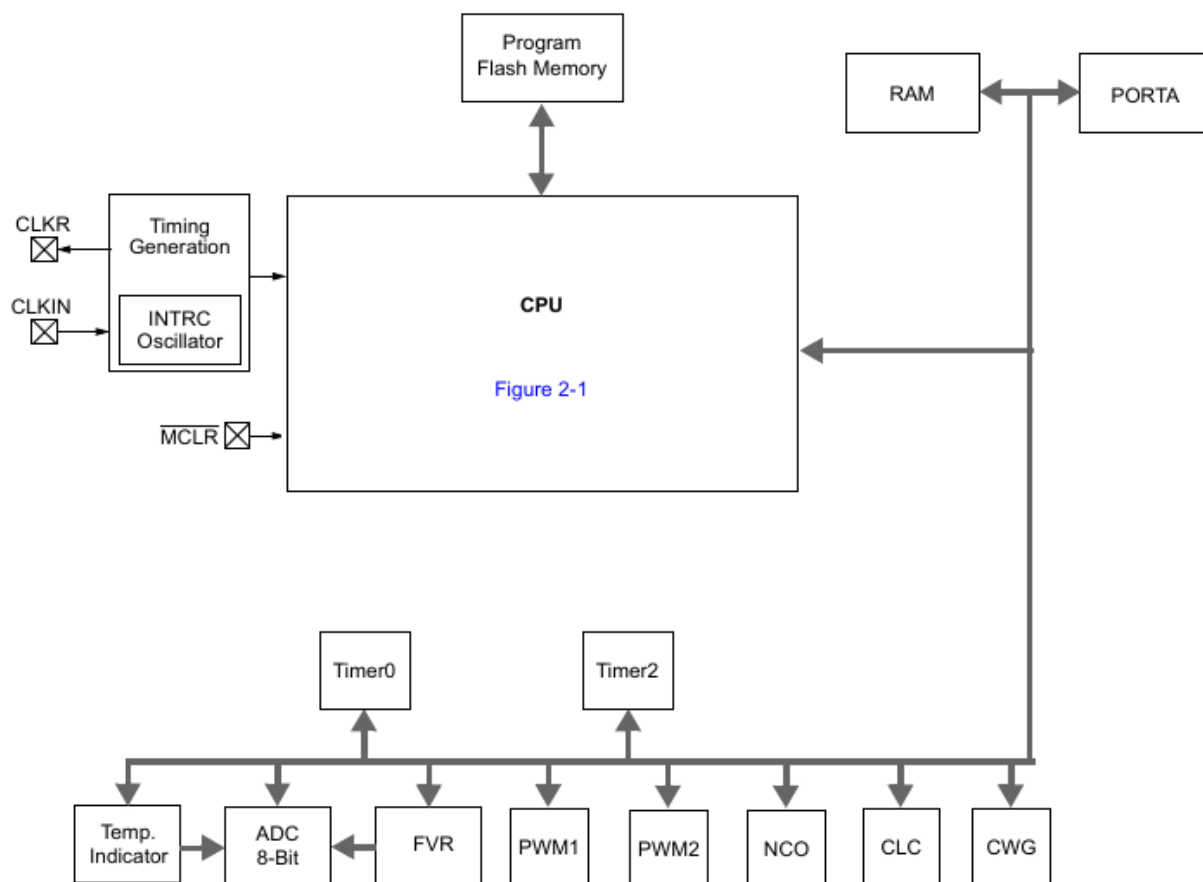 Program
Flash Memory
RAM
PORTA
CLKR
Timing
Generation
CLKIN
INTRC
Oscillator
CPU
Figure 2-1
MCLR
Timer0
Timer2
Temp.
Indicator
ADC
8-Bit
FVR
PWM1
PWM2
NCO
CLC
CWG